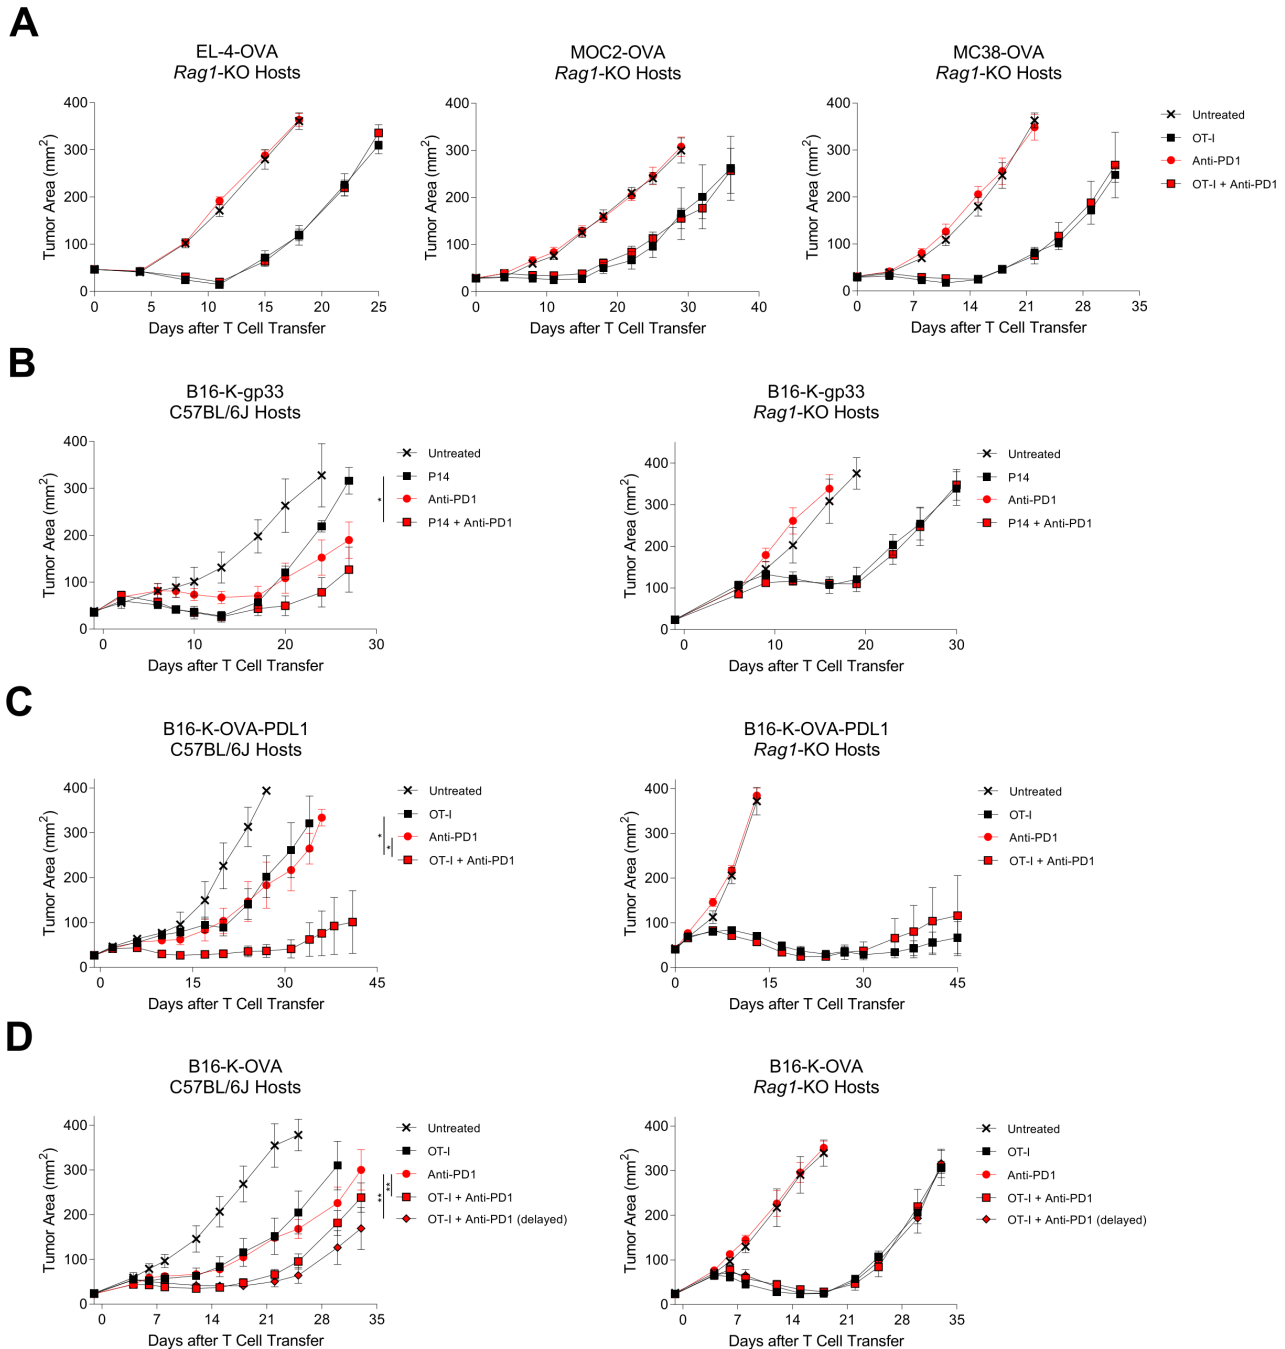 A
EL-4-OVA
Rag1-KO Hosts
Tumor Area (mm²)
400
300
200
100
0
0 5 10 15 20 25
Days after T Cell Transfer
MOC2-OVA
Rag1-KO Hosts
Tumor Area (mm²)
400
300
200
100
0
0 10 20 30 40
Days after T Cell Transfer
MC38-OVA
Rag1-KO Hosts
Tumor Area (mm²)
400
300
200
100
0
0 7 14 21 28 35
Days after T Cell Transfer
Untreated
OT-I
Anti-PD1
OT-I + Anti-PD1
B
B16-K-gp33
C57BL/6J Hosts
Tumor Area (mm²)
400
300
200
100
0
0 10 20 30
Days after T Cell Transfer
*
Untreated
P14
Anti-PD1
P14 + Anti-PD1
B16-K-gp33
Rag1-KO Hosts
Tumor Area (mm²)
400
300
200
100
0
0 10 20 30
Days after T Cell Transfer
Untreated
P14
Anti-PD1
P14 + Anti-PD1
C
B16-K-OVA-PDL1
C57BL/6J Hosts
Tumor Area (mm²)
400
300
200
100
0
0 15 30 45
Days after T Cell Transfer
*
*
Untreated
OT-I
Anti-PD1
OT-I + Anti-PD1
B16-K-OVA-PDL1
Rag1-KO Hosts
Tumor Area (mm²)
400
300
200
100
0
0 15 30 45
Days after T Cell Transfer
Untreated
OT-I
Anti-PD1
OT-I + Anti-PD1
D
B16-K-OVA
C57BL/6J Hosts
Tumor Area (mm²)
400
300
200
100
0
0 7 14 21 28 35
Days after T Cell Transfer
**
**
Untreated
OT-I
Anti-PD1
OT-I + Anti-PD1
OT-I + Anti-PD1 (delayed)
B16-K-OVA
Rag1-KO Hosts
Tumor Area (mm²)
400
300
200
100
0
0 7 14 21 28 35
Days after T Cell Transfer
Untreated
OT-I
Anti-PD1
OT-I + Anti-PD1
OT-I + Anti-PD1 (delayed)